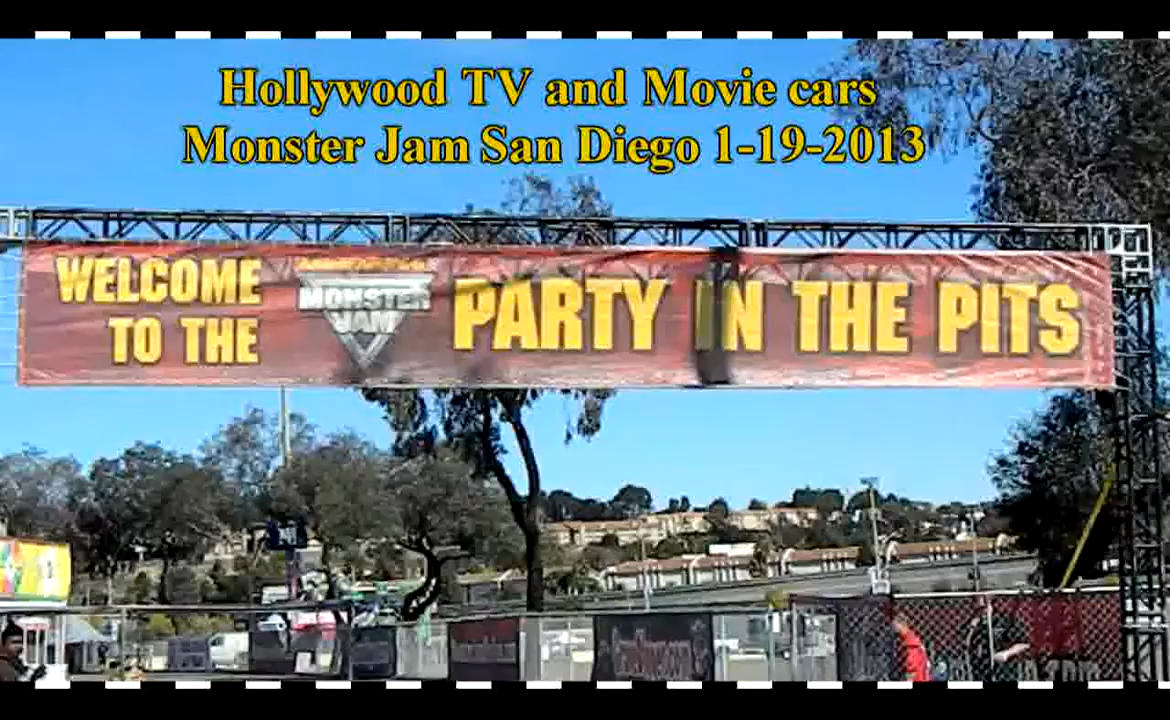 Hollywood TV and Movie cars
Monster Jam San Diego 1-19-2013
WELCOME
TO THE
MONSTER
JAM
PARTY IN THE PITS